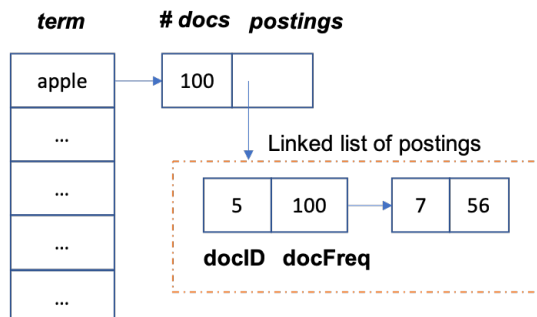 term # docs postings
apple 100
...
Linked list of postings
...
5 100 7 56
docID docFreq
...
...